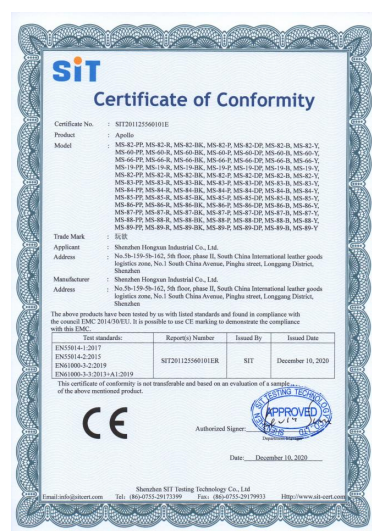 SiT
Certificate of Conformity
Certificate No. : SIT201125560101E
Product : Apollo
Model : MS-82-PP, MS-82-R, MS-82-BK, MS-82-P, MS-82-DP, MS-82-B, MS-82-Y,
MS-60-PP, MS-60-R, MS-60-BK, MS-60-P, MS-60-DP, MS-60-B, MS-60-Y,
MS-66-PP, MS-66-R, MS-66-BK, MS-66-P, MS-66-DP, MS-66-B, MS-66-Y,
MS-19-PP, MS-19-R, MS-19-BK, MS-19-P, MS-19-DP, MS-19-B, MS-19-Y,
MS-82-PP, MS-82-R, MS-82-BK, MS-82-P, MS-82-DP, MS-82-B, MS-82-Y,
MS-83-PP, MS-83-R, MS-83-BK, MS-83-P, MS-83-DP, MS-83-B, MS-83-Y,
MS-84-PP, MS-84-R, MS-84-BK, MS-84-P, MS-84-DP, MS-84-B, MS-84-Y,
MS-85-PP, MS-85-R, MS-85-BK, MS-85-P, MS-85-DP, MS-85-B, MS-85-Y,
MS-86-PP, MS-86-R, MS-86-BK, MS-86-P, MS-86-DP, MS-86-B, MS-86-Y,
MS-87-PP, MS-87-R, MS-87-BK, MS-87-P, MS-87-DP, MS-87-B, MS-87-Y,
MS-88-PP, MS-88-R, MS-88-BK, MS-88-P, MS-88-DP, MS-88-B, MS-88-Y,
MS-89-PP, MS-89-R, MS-89-BK, MS-89-P, MS-89-DP, MS-89-B, MS-89-Y
Trade Mark :
Applicant : Shenzhen Hongxun Industrial Co., Ltd.
Address : No.5b-159-5b-162, 5th floor, phase II, South China International leather goods
logistics zone, No.1 South China Avenue, Pinghu street, Longgang District,
Shenzhen
Manufacturer : Shenzhen Hongxun Industrial Co., Ltd.
Address : No.5b-159-5b-162, 5th floor, phase II, South China International leather goods
logistics zone, No.1 South China Avenue, Pinghu street, Longgang District,
Shenzhen
The above products have been tested by us with listed standards and found in compliance with
the council EMC 2014/30/EU. It is possible to use CE marking to demonstrate the compliance
with this EMC.
Test standards: Report(s) Number Issued By Issued Date
EN55014-1:2017
EN55014-2:2015
EN61000-3-2:2019
EN61000-3-3:2013+A1:2019
SIT201125560101ER SIT December 10, 2020
This certificate of conformity is not transferable and based on an evaluation of a sample
of the above mentioned product.
CE
SIT TESTING TECHNOLOGY
APPROVED
Authorized Signer:
Department Manager
Date: December 10, 2020
Shenzhen SIT Testing Technology Co., Ltd
Email:info@sitcert.com Tel: (86)-0755-29173399 Fax: (86)-0755-29179933 Http://www.sit-cert.com